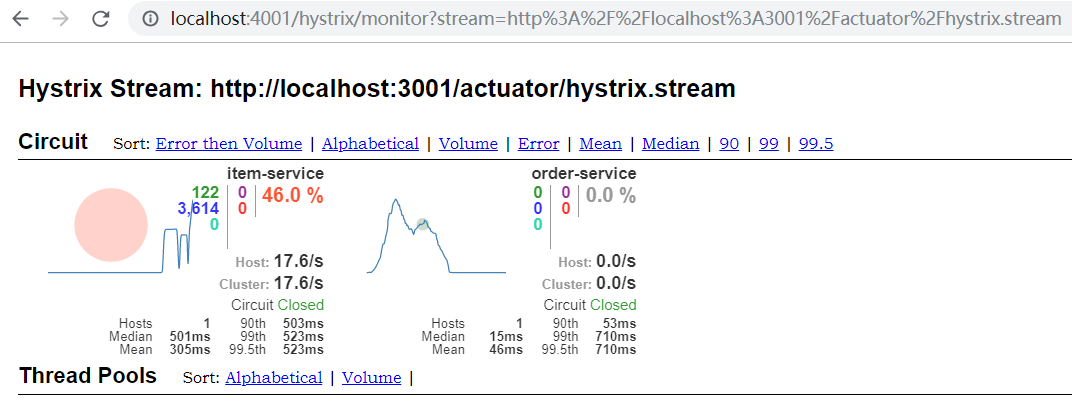 localhost:4001/hystrix/monitor?stream=http%3A%2F%2Flocalhost%3A3001%2Factuator%2Fhystrix.stream
Hystrix Stream: http://localhost:3001/actuator/hystrix.stream
Circuit Sort: Error then Volume | Alphabetical | Volume | Error | Mean | Median | 90 | 99 | 99.5
item-service
122 0 46.0 %
3,614 0
0
Host: 17.6/s
Cluster: 17.6/s
Circuit Closed
Hosts 1 90th 503ms
Median 501ms 99th 523ms
Mean 305ms 99.5th 523ms
order-service
0 0 0.0 %
0 0
0
Host: 0.0/s
Cluster: 0.0/s
Circuit Closed
Hosts 1 90th 53ms
Median 15ms 99th 710ms
Mean 46ms 99.5th 710ms
Thread Pools Sort: Alphabetical | Volume |